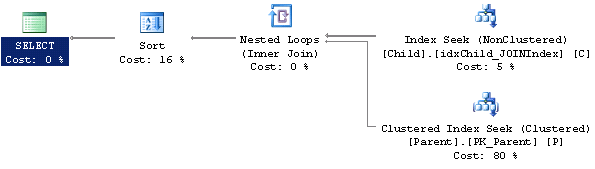 SELECT
Cost: 0 %
Sort
Cost: 16 %
Nested Loops
(Inner Join)
Cost: 0 %
Index Seek (NonClustered)
[Child].[idxChild_JOINIndex] [C]
Cost: 5 %
Clustered Index Seek (Clustered)
[Parent].[PK_Parent] [P]
Cost: 80 %